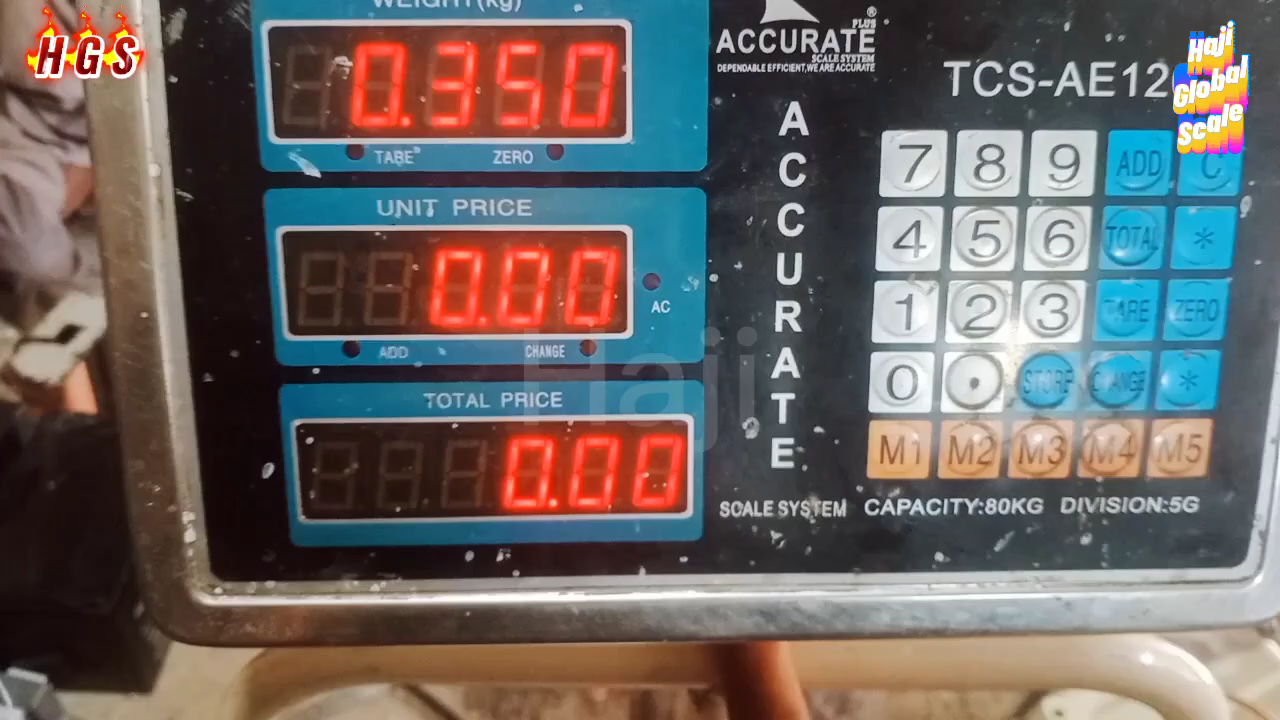 HGS
WEIGHT(kg)
0.350
TARE ZERO
UNIT PRICE
0.00
AC
ADD CHANGE
TOTAL PRICE
0.00
®
PLUS
ACCURATE
SCALE SYSTEM
DEPENDABLE EFFICIENT,WE ARE ACCURATE
ACCURATE
SCALE SYSTEM
TCS-AE12
Haji
Global
Scale
7 8 9 ADD C
4 5 6 TOTAL *
1 2 3 TARE ZERO
0 . STORE CHANGE *
M1 M2 M3 M4 M5
CAPACITY:80KG DIVISION:5G
Haji